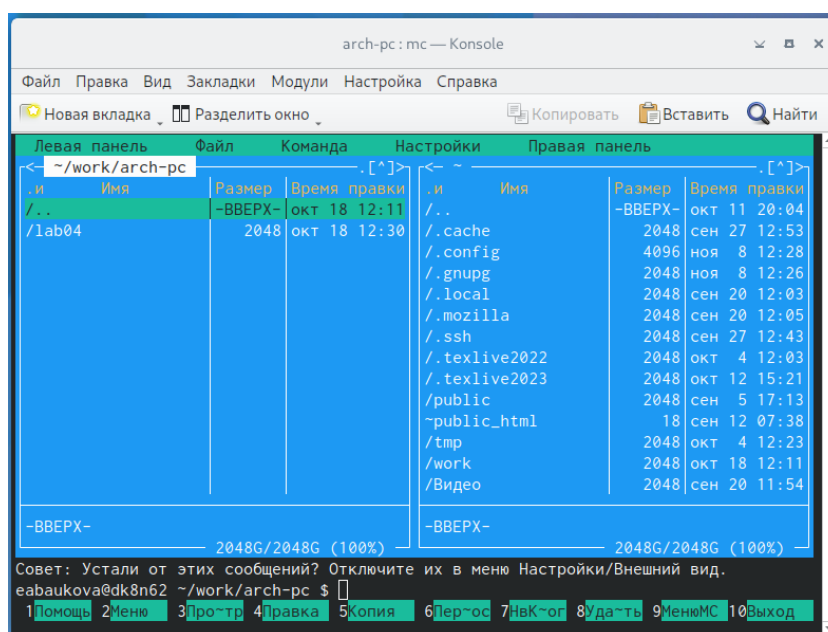 arch-pc : mc — Konsole
Файл Правка Вид Закладки Модули Настройка Справка
Новая вкладка Разделить окно Копировать Вставить Найти
Левая панель Файл Команда Настройки Правая панель
<— ~/work/arch-pc .[^]> <— ~ .[^]>
.и Имя Размер Время правки .и Имя Размер Время правки
/.. -ВВЕРХ- окт 18 12:11 /.. -ВВЕРХ- окт 11 20:04
/lab04 2048 окт 18 12:30 /.cache 2048 сен 27 12:53
/.config 4096 ноя 8 12:28
/.gnupg 2048 ноя 8 12:26
/.local 2048 сен 20 12:03
/.mozilla 2048 сен 20 12:05
/.ssh 2048 сен 27 12:43
/.texlive2022 2048 окт 4 12:03
/.texlive2023 2048 окт 12 15:21
/public 2048 сен 5 17:13
~public_html 18 сен 12 07:38
/tmp 2048 окт 4 12:23
/work 2048 окт 18 12:11
/Видео 2048 сен 20 11:54
-ВВЕРХ- -ВВЕРХ-
2048G/2048G (100%) 2048G/2048G (100%)
Совет: Устали от этих сообщений? Отключите их в меню Настройки/Внешний вид.
eabaukova@dk8n62 ~/work/arch-pc $
1Помощь 2Меню 3Про~тр 4Правка 5Копия 6Пер~ос 7НвК~ог 8Уда~ть 9МенюМС 10Выход